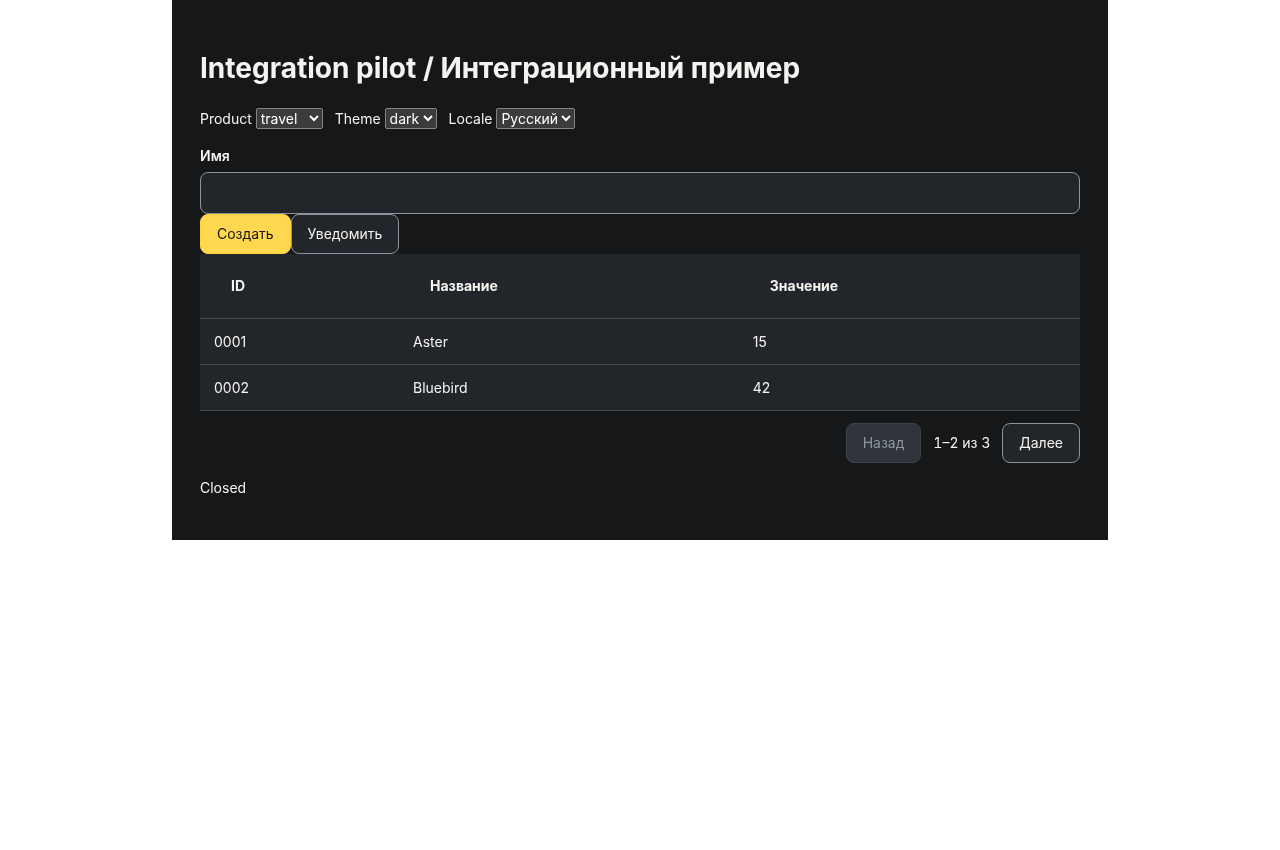 Integration pilot / Интеграционный пример
Product travel Theme dark Locale Русский
Имя
Создать Уведомить
ID Название Значение
0001 Aster 15
0002 Bluebird 42
Назад 1–2 из 3 Далее
Closed